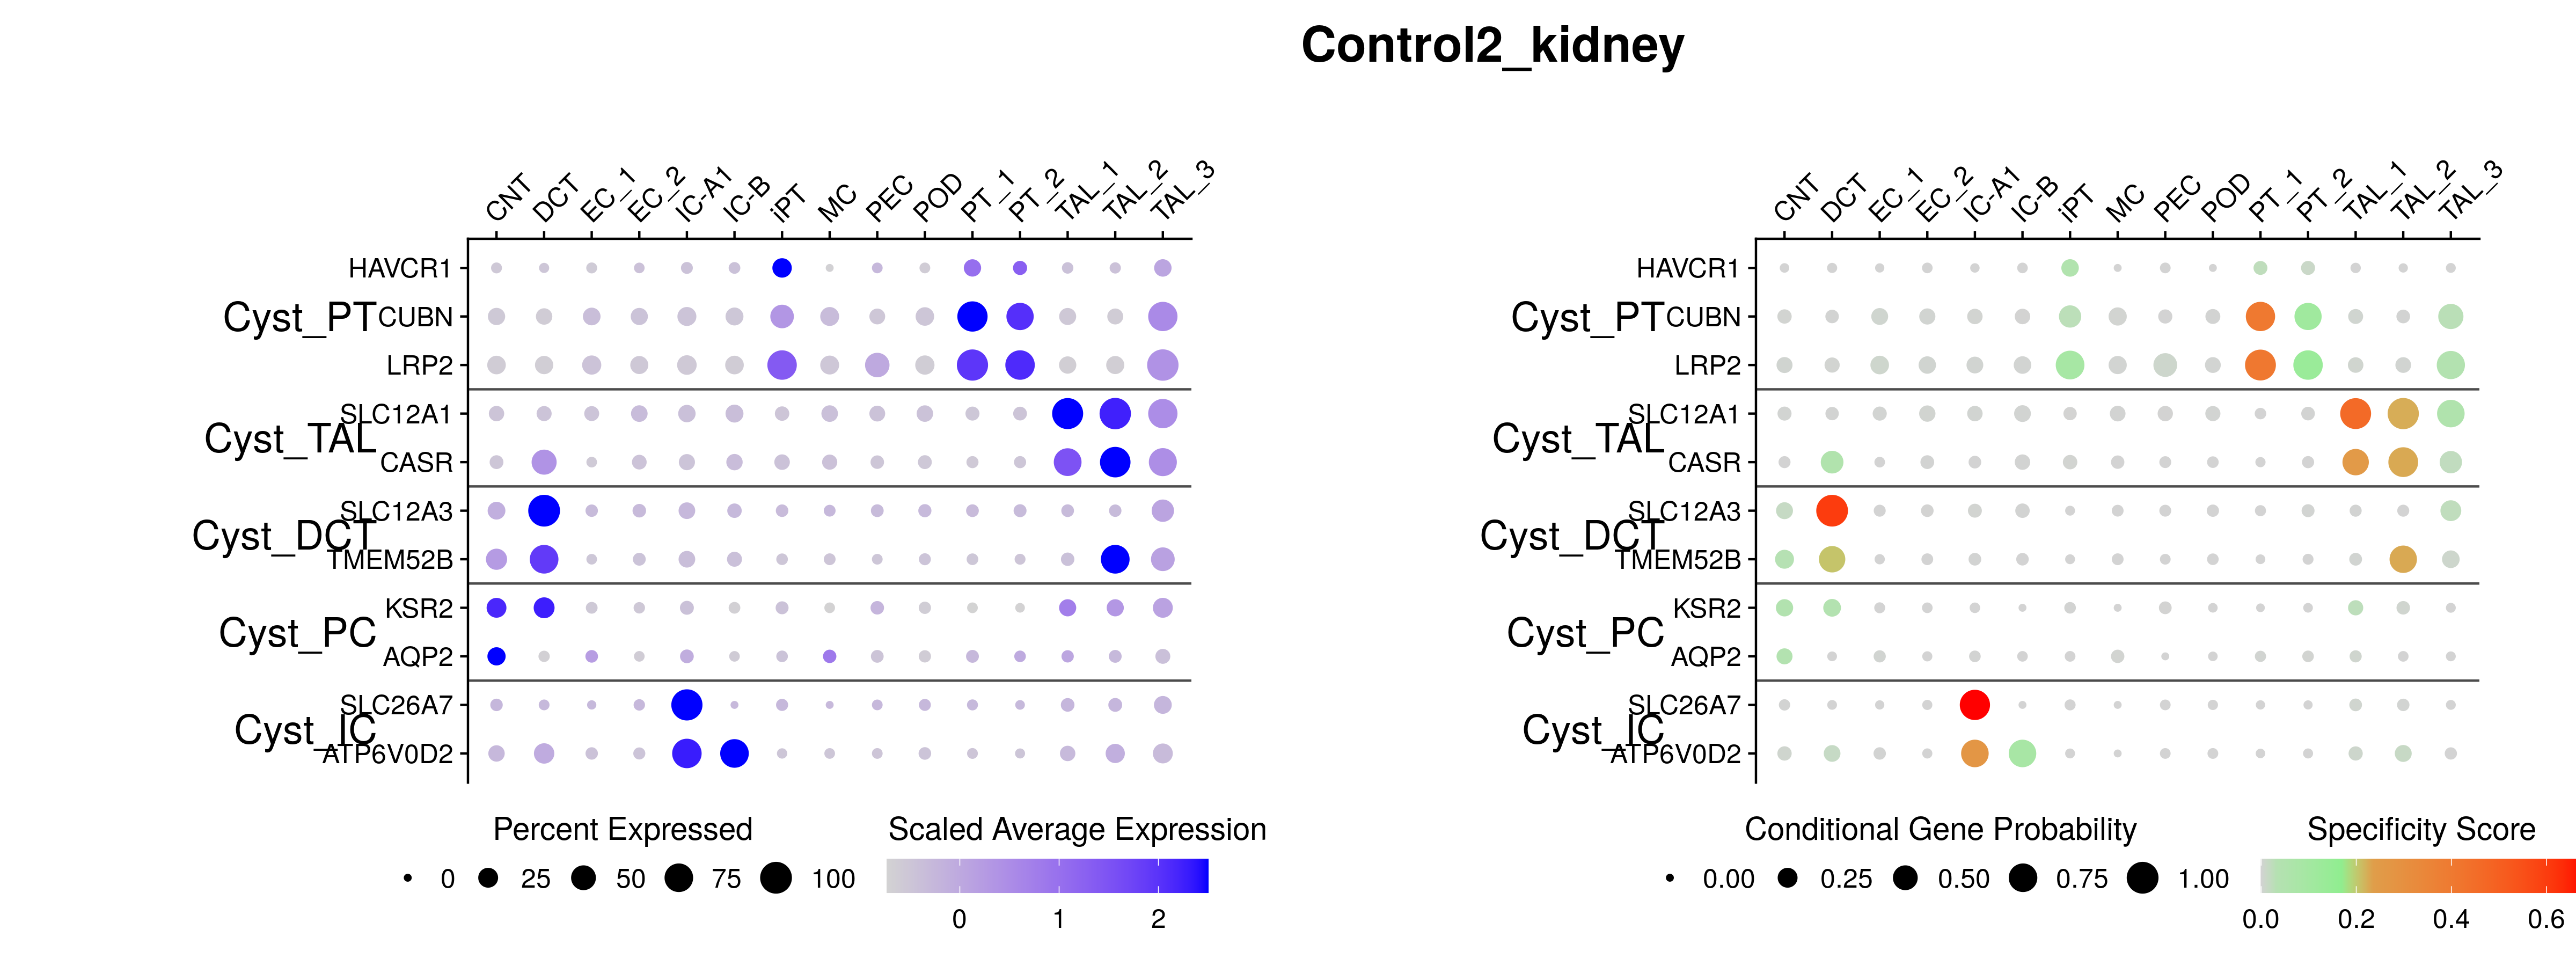 Control2_kidney
CNT DCT EC_1 EC_2 IC-A1 IC-B iPT MC PEC POD PT_1 PT_2 TAL_1 TAL_2 TAL_3
HAVCR1
Cyst_PT CUBN
LRP2
SLC12A1
Cyst_TAL
CASR
SLC12A3
Cyst_DCT
TMEM52B
KSR2
Cyst_PC
AQP2
SLC26A7
Cyst_IC
ATP6V0D2
Percent Expressed
0 25 50 75 100
Scaled Average Expression
0 1 2
CNT DCT EC_1 EC_2 IC-A1 IC-B iPT MC PEC POD PT_1 PT_2 TAL_1 TAL_2 TAL_3
HAVCR1
Cyst_PT CUBN
LRP2
SLC12A1
Cyst_TAL
CASR
SLC12A3
Cyst_DCT
TMEM52B
KSR2
Cyst_PC
AQP2
SLC26A7
Cyst_IC
ATP6V0D2
Conditional Gene Probability
0.00 0.25 0.50 0.75 1.00
Specificity Score
0.0 0.2 0.4 0.6